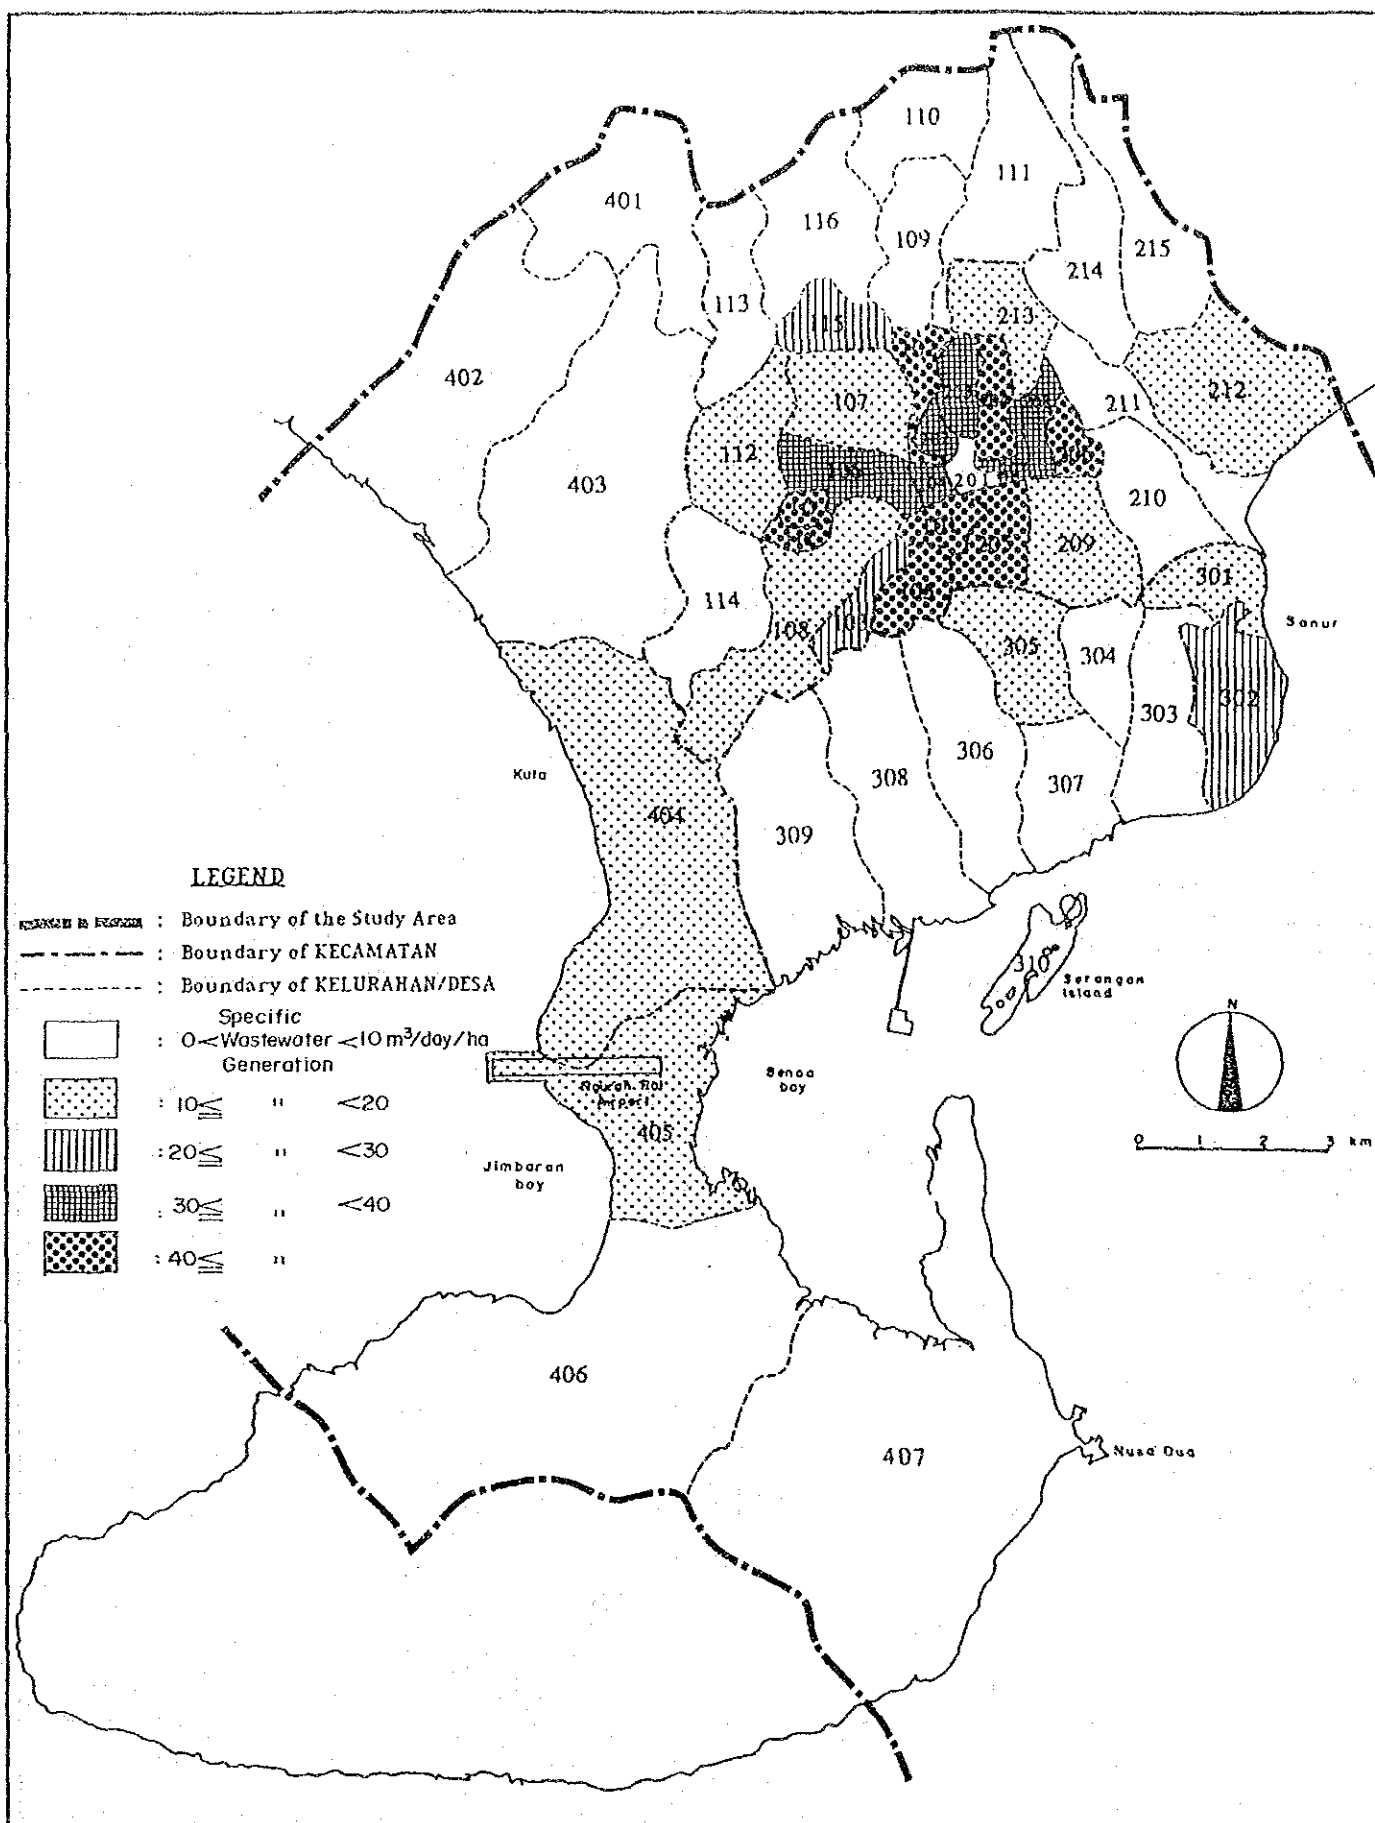 110
111
401
116
109
215
214
113
213
115
402
107
212
211
112
403
201
210
209
301
114
Sanur
108
103
305
304
302
303
306
308
307
Kuta
404
309
LEGEND
: Boundary of the Study Area
: Boundary of KECAMATAN
: Boundary of KELURAHAN/DESA
Specific
: 0<Wastewater <10 m³/day/ha
Generation
: 10≦ " <20
: 20≦ " <30
: 30≦ " <40
: 40≦ "
310
Serangan
Island
N
Benoa
bay
Airport
405
Jimbaran
bay
0 1 2 3 km
406
407
Nusa Dua